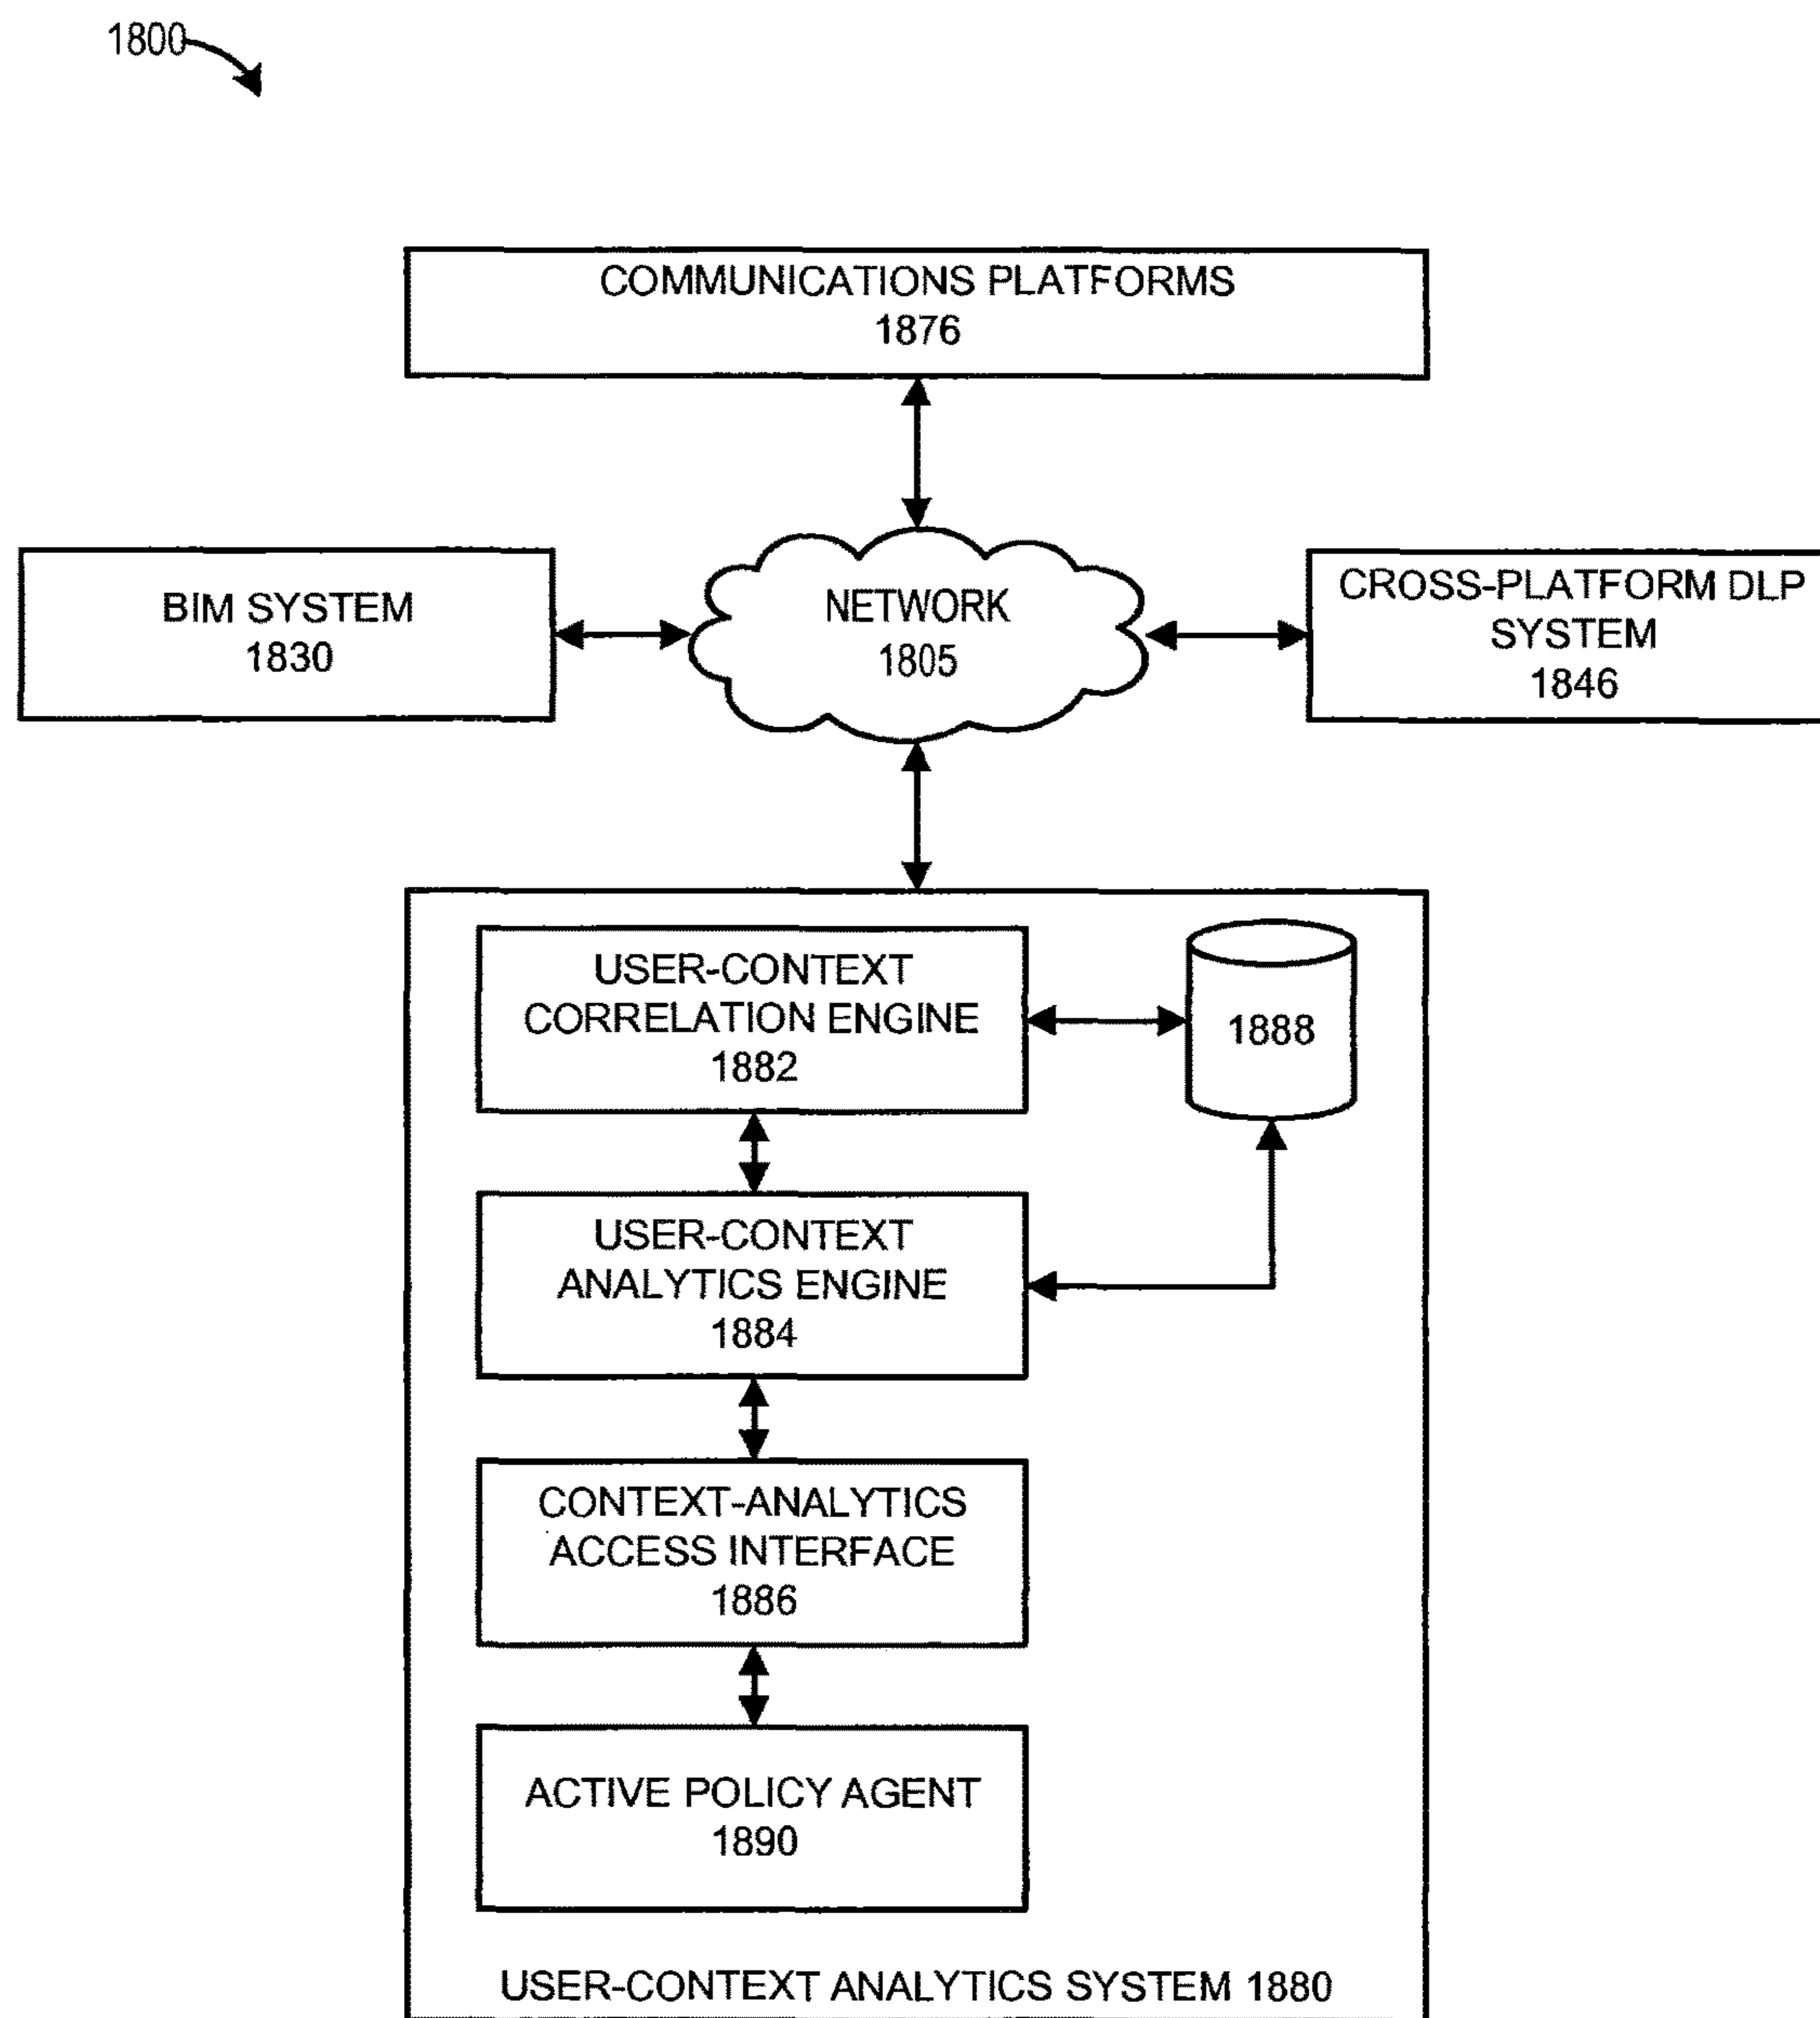 1800
COMMUNICATIONS PLATFORMS
1876
BIM SYSTEM
1830
NETWORK
1805
CROSS-PLATFORM DLP
SYSTEM
1846
USER-CONTEXT
CORRELATION ENGINE
1882
1888
USER-CONTEXT
ANALYTICS ENGINE
1884
CONTEXT-ANALYTICS
ACCESS INTERFACE
1886
ACTIVE POLICY AGENT
1890
USER-CONTEXT ANALYTICS SYSTEM 1880